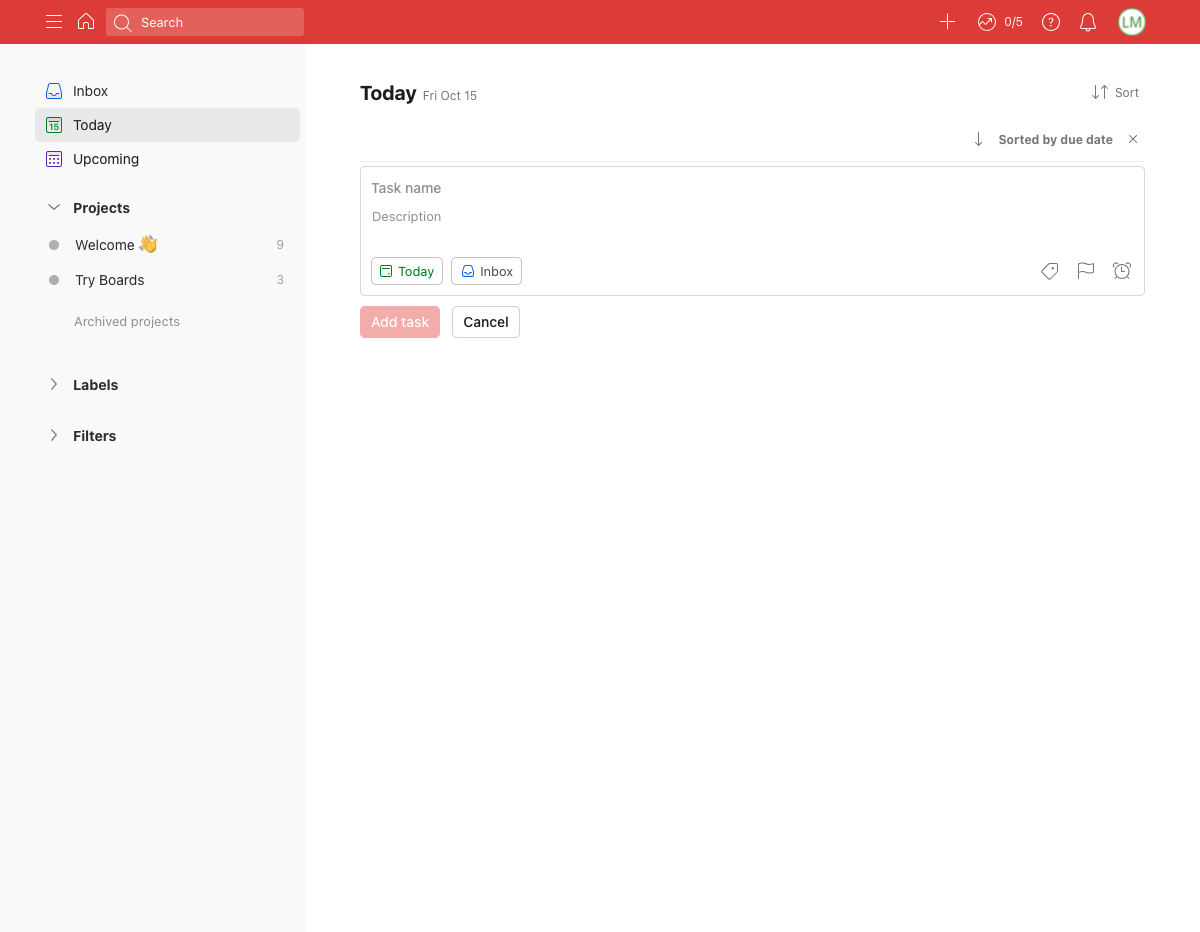 Search
0/5
LM
Inbox
15 Today
Upcoming
Projects
Welcome 👋 9
Try Boards 3
Archived projects
Labels
Filters
Today Fri Oct 15
Sort
Sorted by due date
Task name
Description
Today Inbox
Add task Cancel